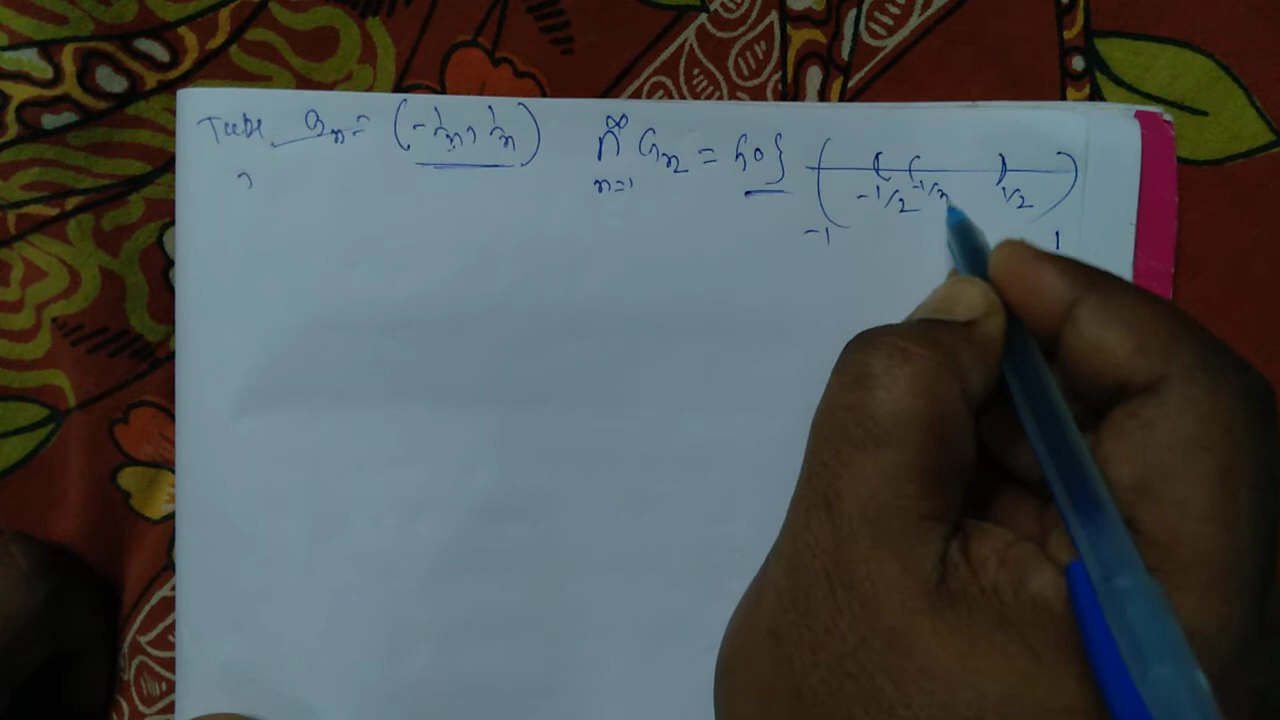 Take Gn = (-1/n, 1/n) ∞∩n=1 Gn = {0}
-1/2 -1/3 1/2
-1 1